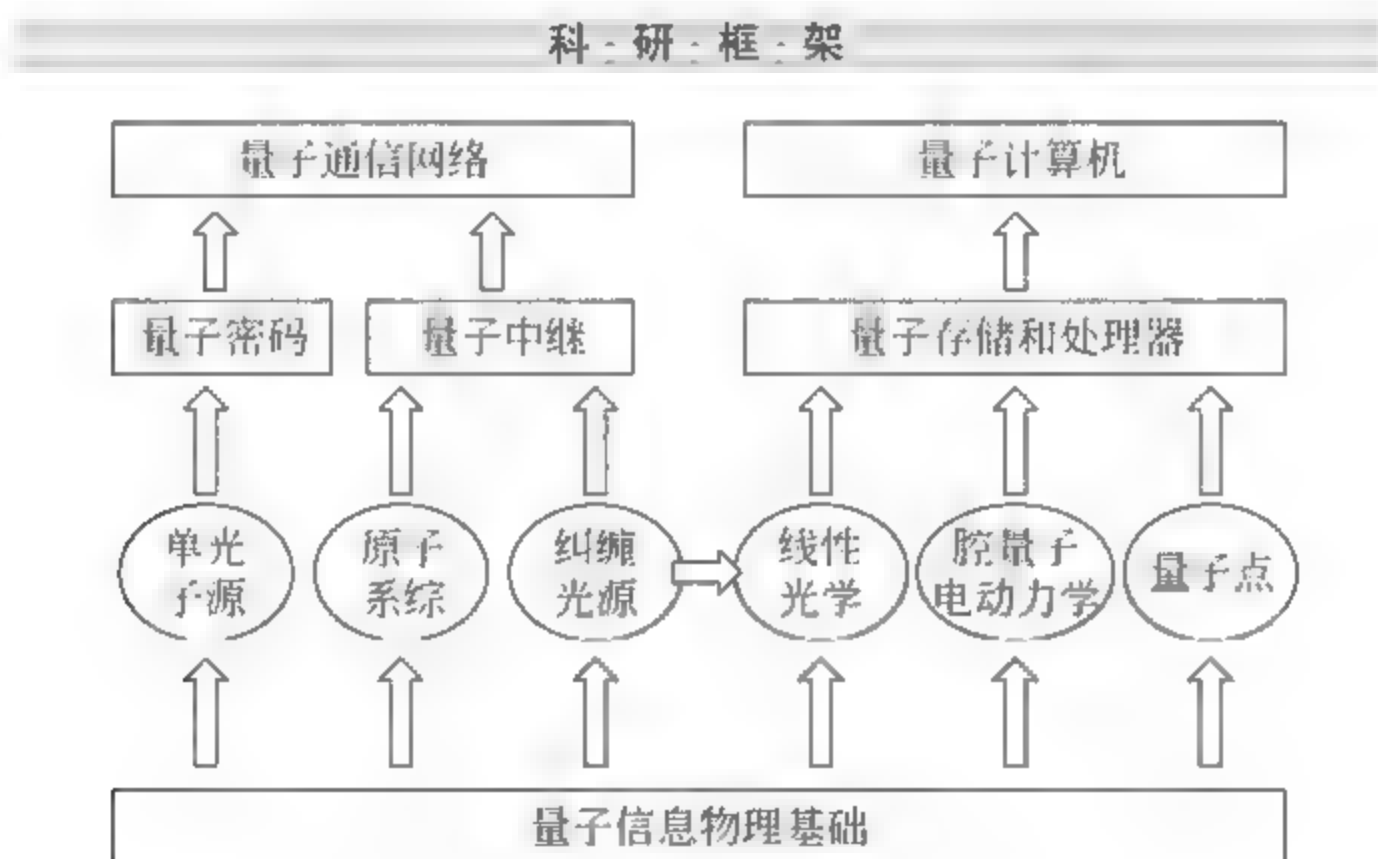 科·研·框·架
量子通信网络
量子计算机
量子密码
量子中继
量子存储和处理器
单光
子源
原子
系综
纠缠
光源
线性
光学
腔量子
电动力学
量子点
量子信息物理基础